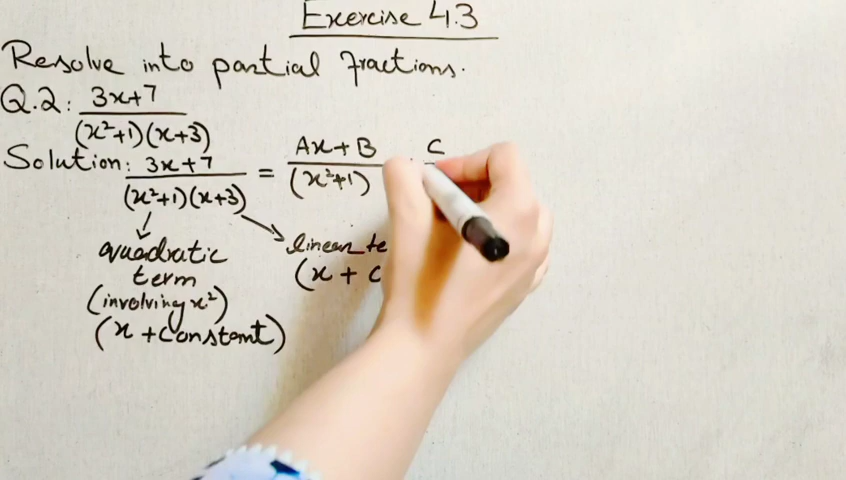 Exercise 4.3
Resolve into partial fractions.
Q.2: 3x+7
(x²+1)(x+3)
Solution: 3x+7 = Ax+B C
(x²+1)(x+3) (x²+1)
quadratic linear
term (x + 
(involving x²)
(x + constant)